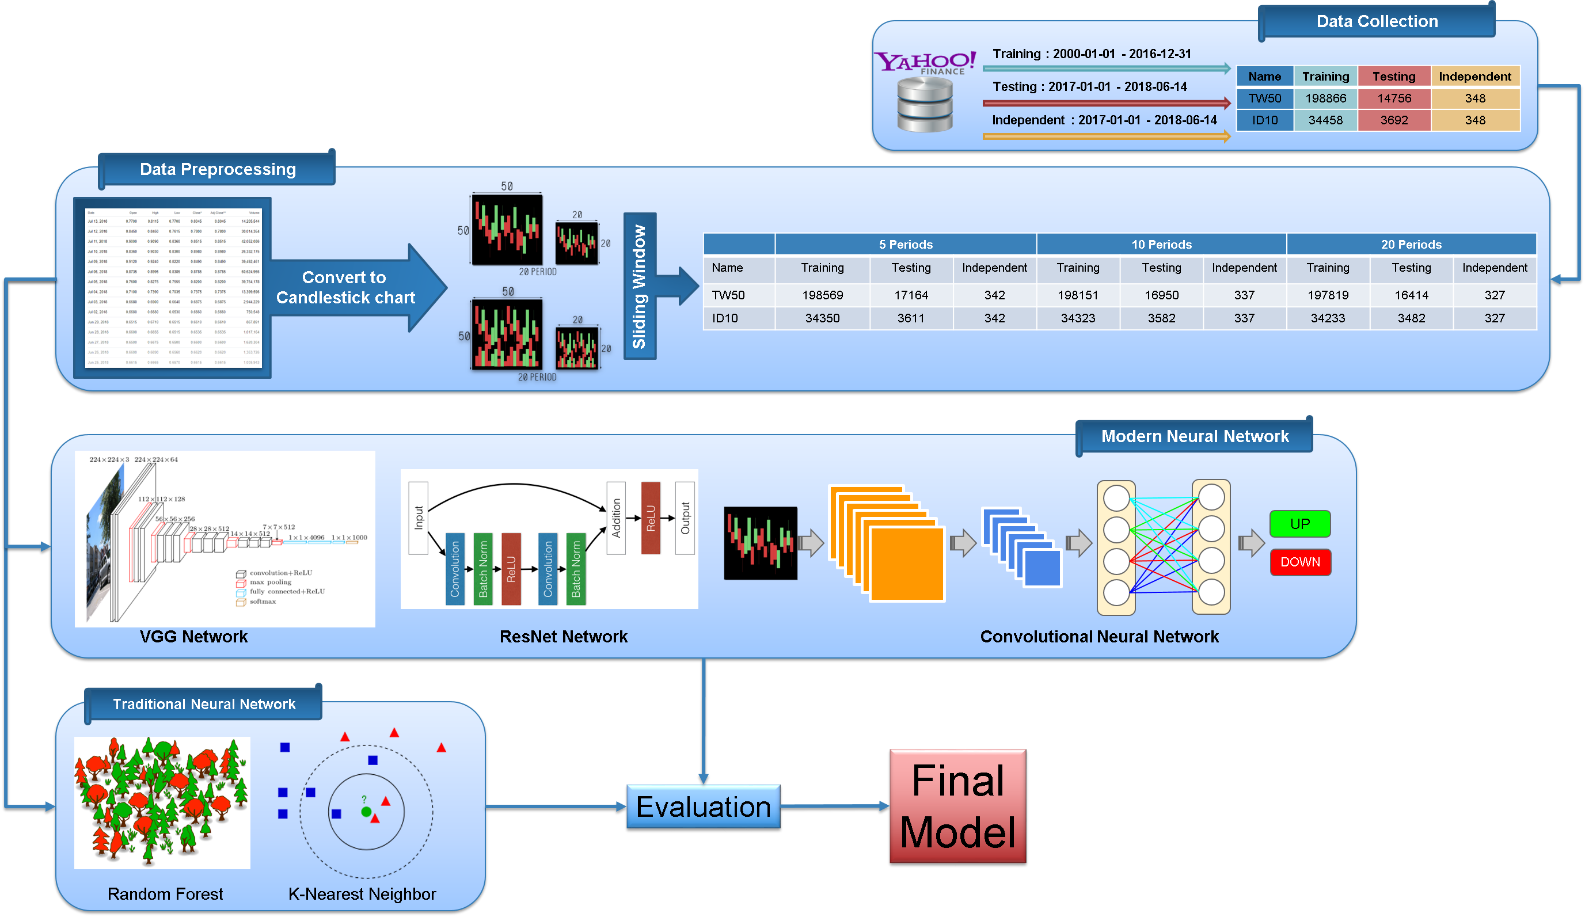 Data Collection
YAHOO!
FINANCE
Training : 2000-01-01 - 2016-12-31
Testing : 2017-01-01 - 2018-06-14
Independent : 2017-01-01 - 2018-06-14
Name Training Testing Independent
TW50 198866 14756 348
ID10 34458 3692 348
Data Preprocessing
Convert to
Candlestick chart
50
50
20
20
20 PERIOD
50
50
20
20
20 PERIOD
Sliding Window
5 Periods 10 Periods 20 Periods
Name Training Testing Independent Training Testing Independent Training Testing Independent
TW50 198569 17164 342 198151 16950 337 197819 16414 327
ID10 34350 3611 342 34323 3582 337 34233 3482 327
Modern Neural Network
224×224×3 224×224×64
112×112×128
56×56×256
28×28×512
14×14×512
7×7×512
1×1×4096 1×1×1000
convolution+ReLU
max pooling
fully connected+ReLU
softmax
VGG Network
Input
Convolution
Batch Norm
ReLU
Convolution
Batch Norm
Addition
ReLU
Output
ResNet Network
UP
DOWN
Convolutional Neural Network
Traditional Neural Network
?
Random Forest
K-Nearest Neighbor
Evaluation
Final
Model